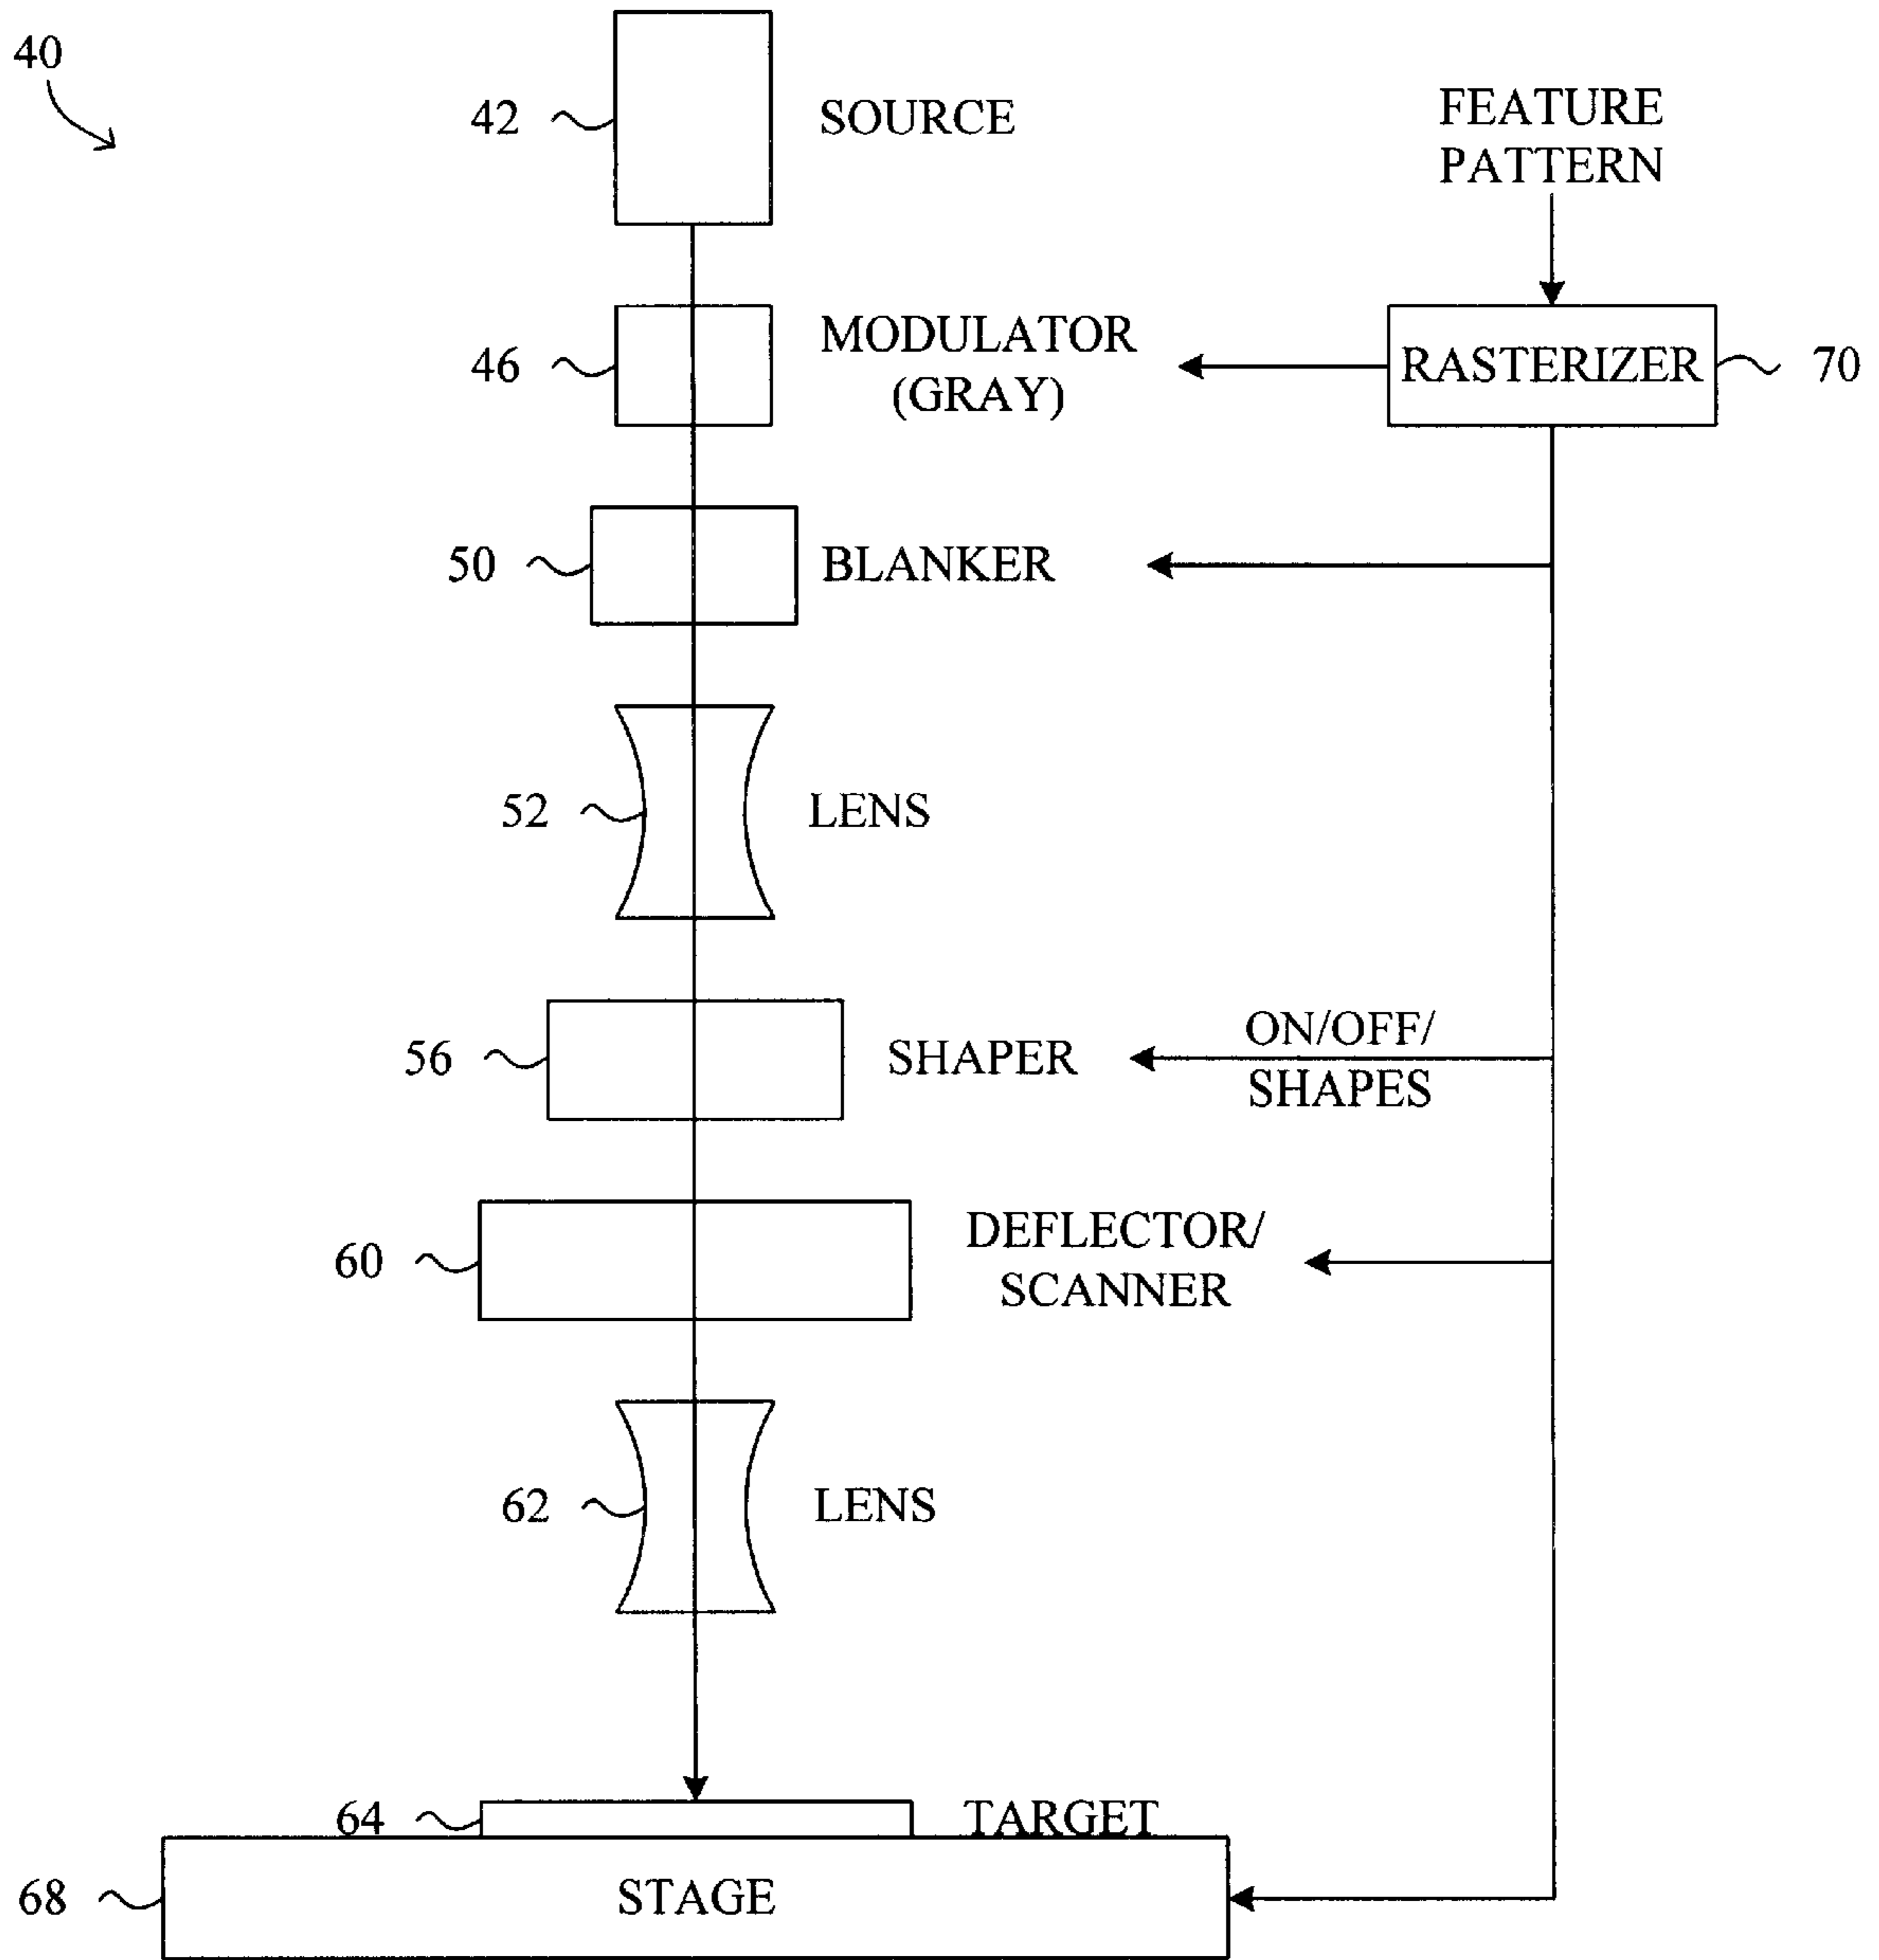 40
42
SOURCE
FEATURE
PATTERN
46
MODULATOR
(GRAY)
RASTERIZER
70
50
BLANKER
52
LENS
56
SHAPER
ON/OFF/
SHAPES
60
DEFLECTOR/
SCANNER
62
LENS
64
TARGET
68
STAGE